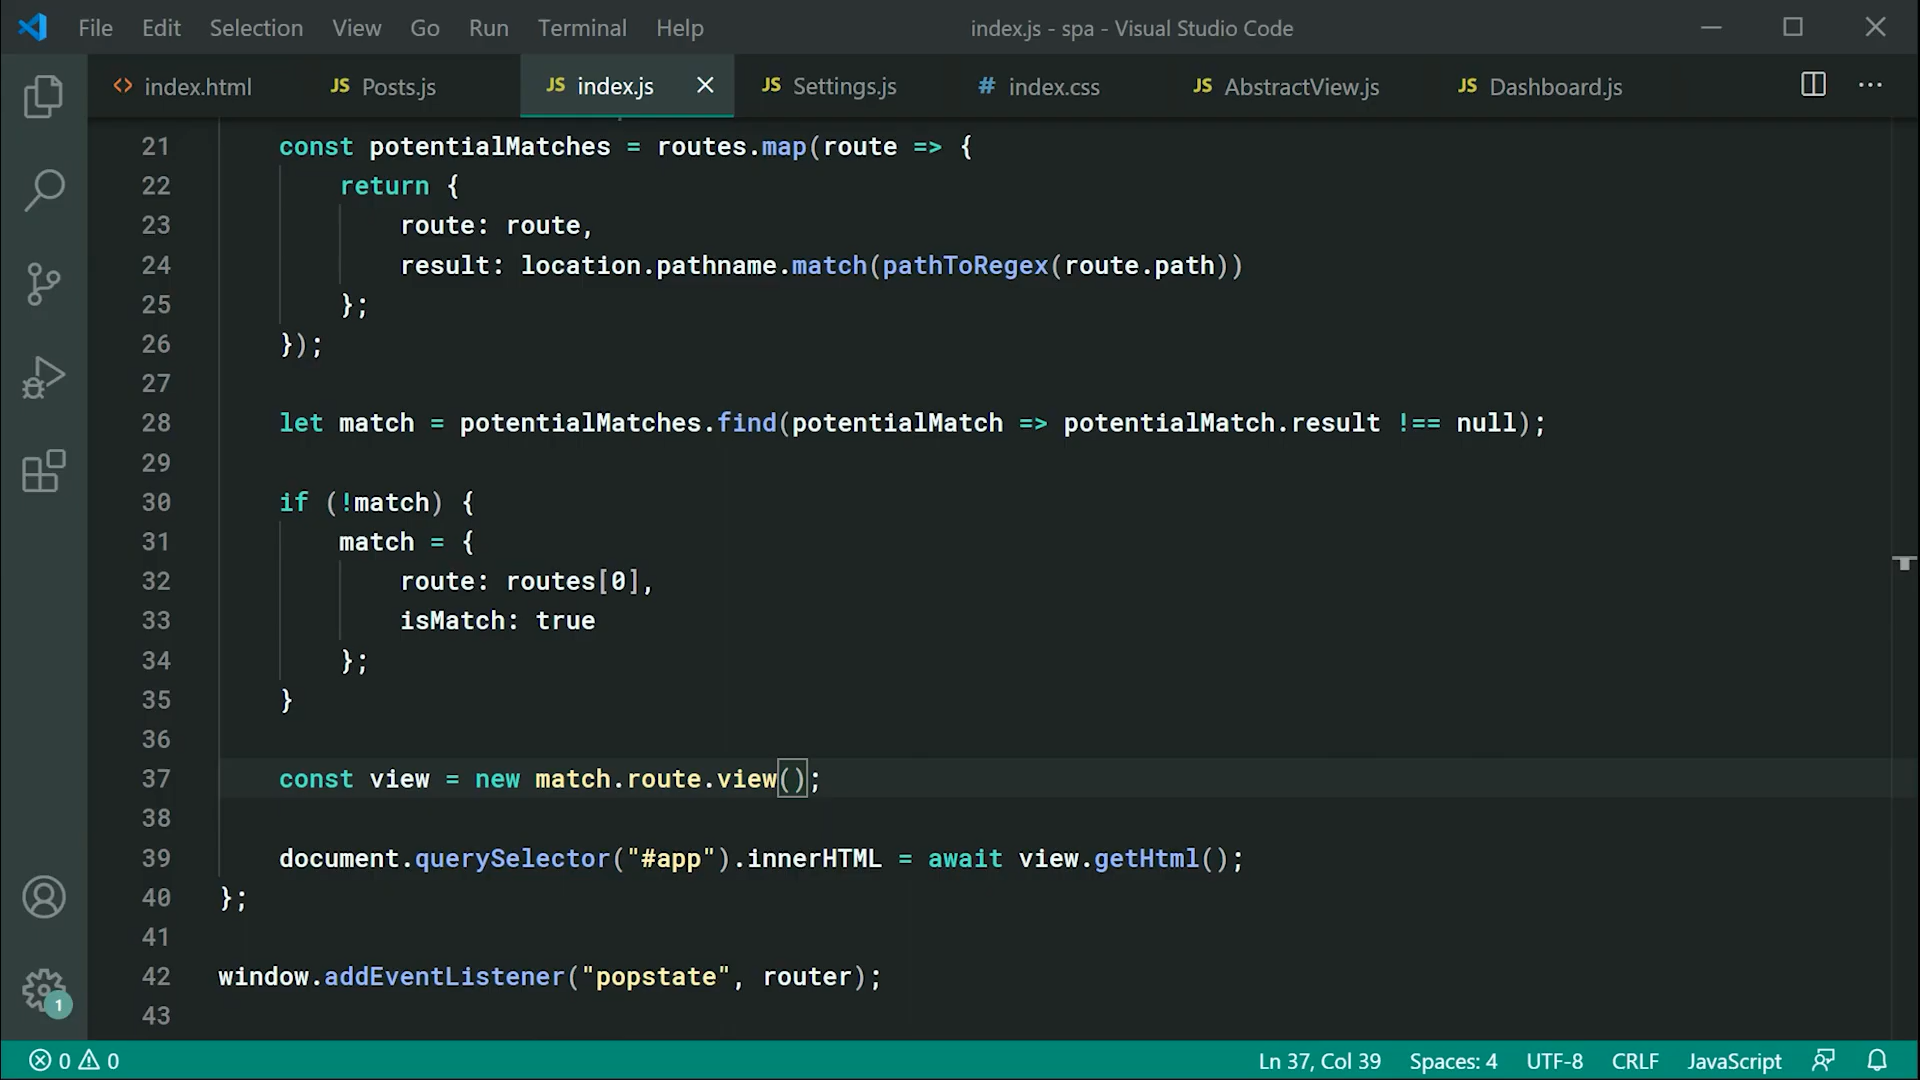 File Edit Selection View Go Run Terminal Help index.js - spa - Visual Studio Code
<> index.html JS Posts.js JS index.js JS Settings.js # index.css JS AbstractView.js JS Dashboard.js
21 const potentialMatches = routes.map(route => {
22 return {
23 route: route,
24 result: location.pathname.match(pathToRegex(route.path))
25 };
26 });
27
28 let match = potentialMatches.find(potentialMatch => potentialMatch.result !== null);
29
30 if (!match) {
31 match = {
32 route: routes[0],
33 isMatch: true
34 };
35 }
36
37 const view = new match.route.view();
38
39 document.querySelector("#app").innerHTML = await view.getHtml();
40 };
41
42 window.addEventListener("popstate", router);
43
1
0 0 Ln 37, Col 39 Spaces: 4 UTF-8 CRLF JavaScript